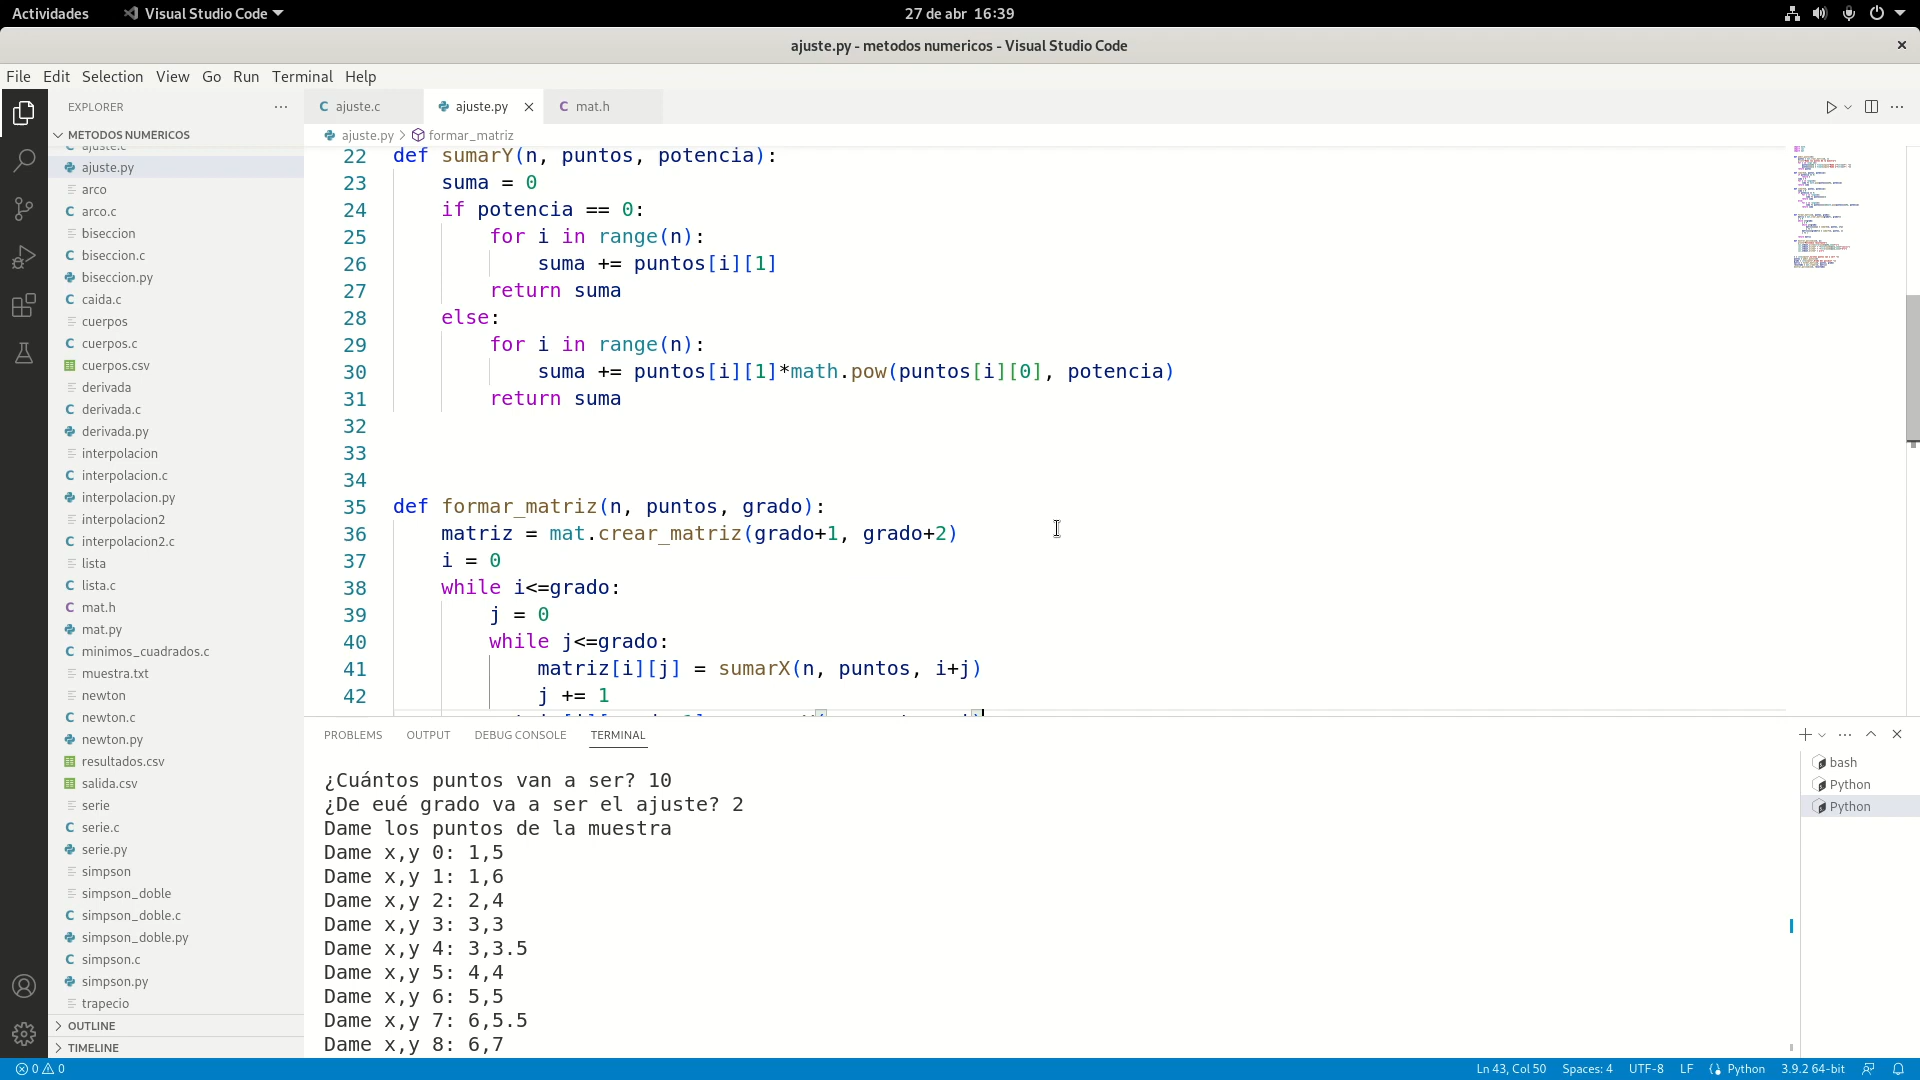 Actividades
Visual Studio Code
27 de abr 16:39
ajuste.py - metodos numericos - Visual Studio Code
File Edit Selection View Go Run Terminal Help
EXPLORER
METODOS NUMERICOS
ajuste.c
ajuste.py
arco
arco.c
biseccion
biseccion.c
biseccion.py
caida.c
cuerpos
cuerpos.c
cuerpos.csv
derivada
derivada.c
derivada.py
interpolacion
interpolacion.c
interpolacion.py
interpolacion2
interpolacion2.c
lista
lista.c
mat.h
mat.py
minimos_cuadrados.c
muestra.txt
newton
newton.c
newton.py
resultados.csv
salida.csv
serie
serie.c
serie.py
simpson
simpson_doble
simpson_doble.c
simpson_doble.py
simpson.c
simpson.py
trapecio
OUTLINE
TIMELINE
ajuste.c ajuste.py mat.h
ajuste.py > formar_matriz
22 def sumarY(n, puntos, potencia):
23 suma = 0
24 if potencia == 0:
25 for i in range(n):
26 suma += puntos[i][1]
27 return suma
28 else:
29 for i in range(n):
30 suma += puntos[i][1]*math.pow(puntos[i][0], potencia)
31 return suma
32
33
34
35 def formar_matriz(n, puntos, grado):
36 matriz = mat.crear_matriz(grado+1, grado+2)
37 i = 0
38 while i<=grado:
39 j = 0
40 while j<=grado:
41 matriz[i][j] = sumarX(n, puntos, i+j)
42 j += 1
PROBLEMS OUTPUT DEBUG CONSOLE TERMINAL
¿Cuántos puntos van a ser? 10
¿De eué grado va a ser el ajuste? 2
Dame los puntos de la muestra
Dame x,y 0: 1,5
Dame x,y 1: 1,6
Dame x,y 2: 2,4
Dame x,y 3: 3,3
Dame x,y 4: 3,3.5
Dame x,y 5: 4,4
Dame x,y 6: 5,5
Dame x,y 7: 6,5.5
Dame x,y 8: 6,7
bash
Python
Python
0 0
Ln 43, Col 50 Spaces: 4 UTF-8 LF Python 3.9.2 64-bit